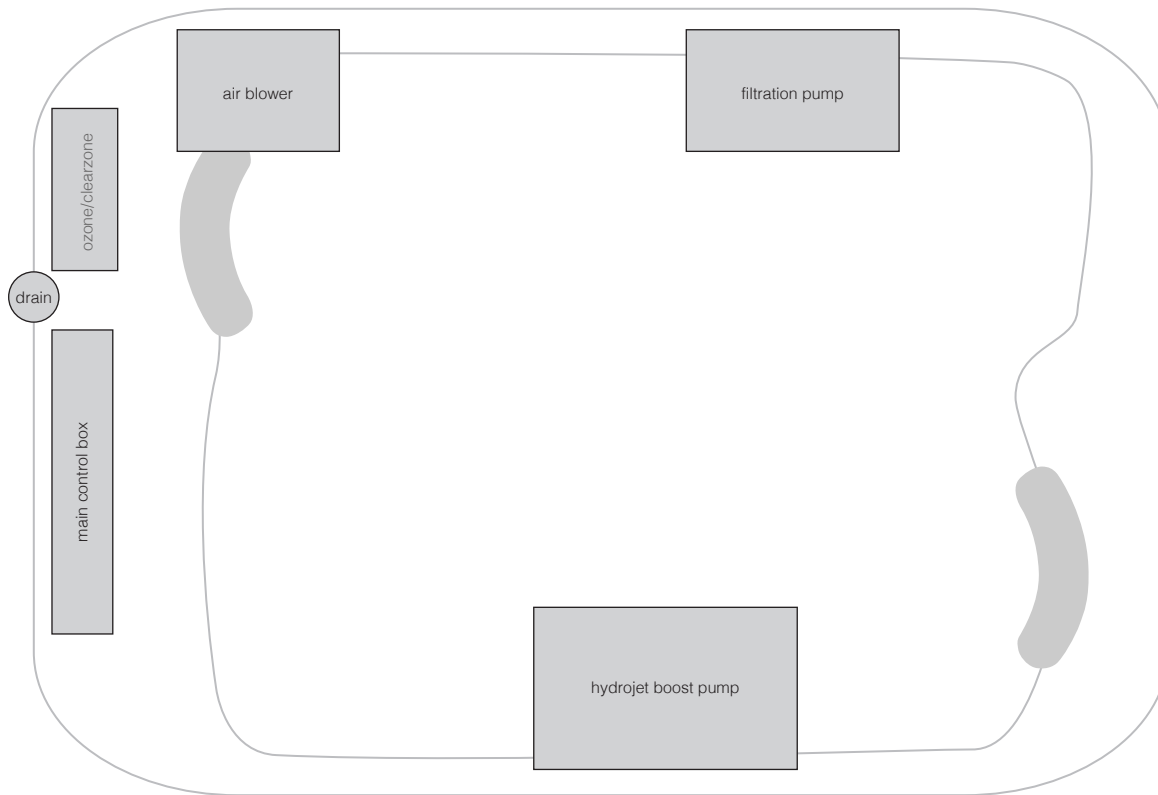 air blower
filtration pump
ozone/clearzone
drain
main control box
hydrojet boost pump